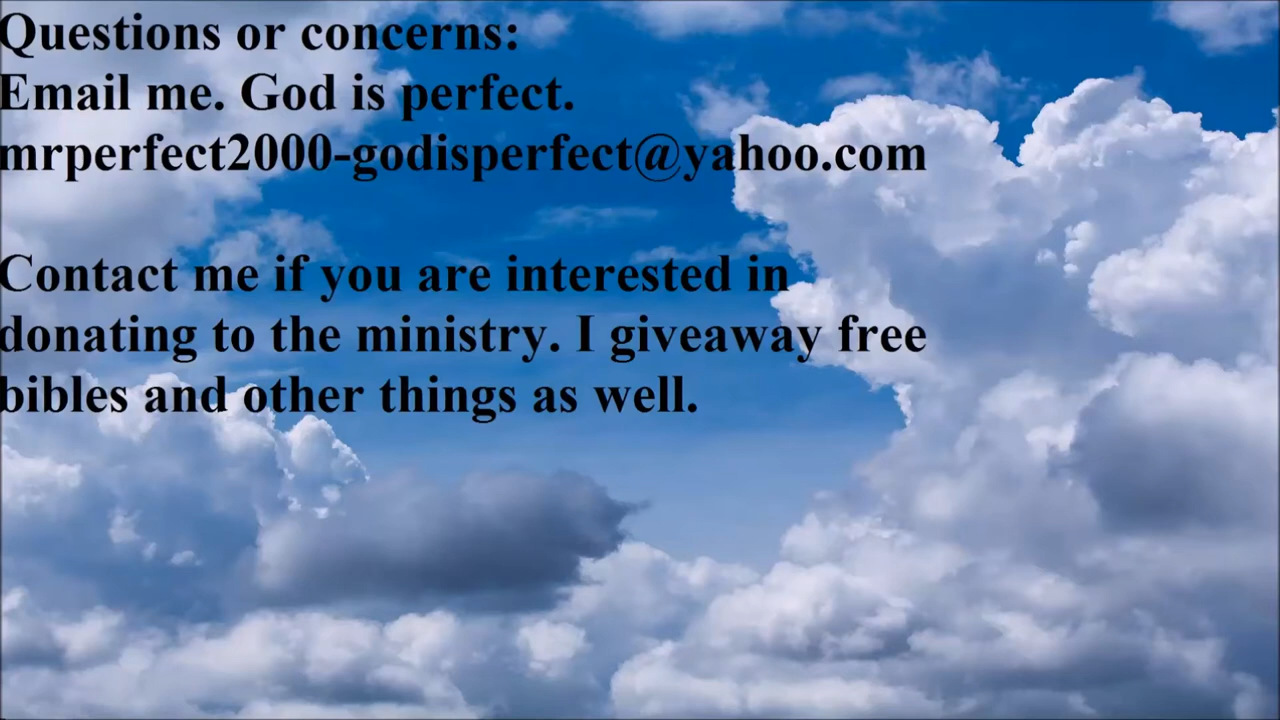 Questions or concerns:
Email me. God is perfect.
mrperfect2000-godisperfect@yahoo.com
Contact me if you are interested in
donating to the ministry. I giveaway free
bibles and other things as well.